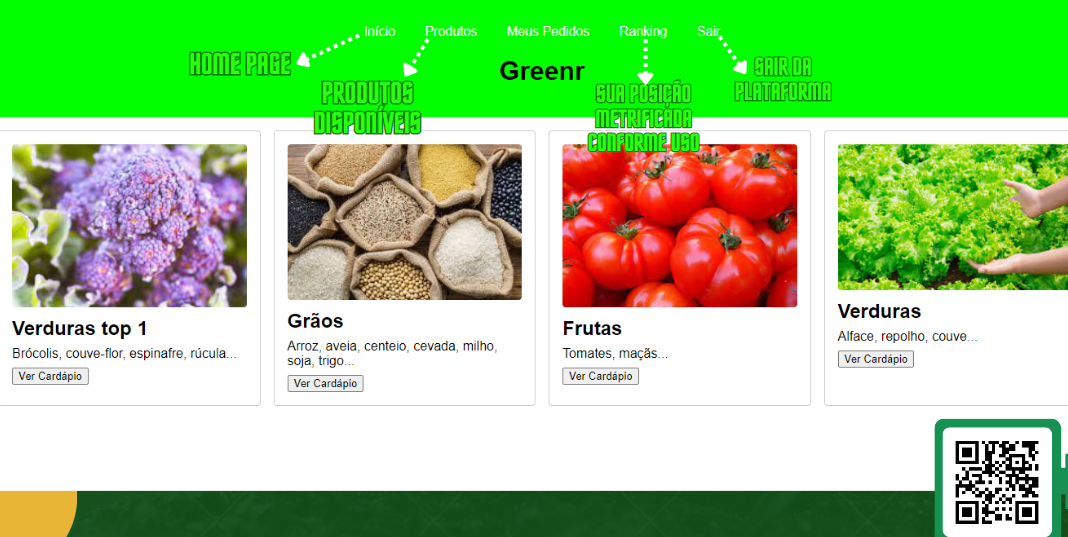 Início Produtos Meus Pedidos Ranking Sair
HOME PAGE
Greenr
PRODUTOS
DISPONÍVEIS
SUA POSIÇÃO
METRIFICADA
CONFORME USO
SAIR DA
PLATAFORMA
Verduras top 1
Brócolis, couve-flor, espinafre, rúcula...
Ver Cardápio
Grãos
Arroz, aveia, centeio, cevada, milho,
soja, trigo...
Ver Cardápio
Frutas
Tomates, maçãs...
Ver Cardápio
Verduras
Alface, repolho, couve...
Ver Cardápio